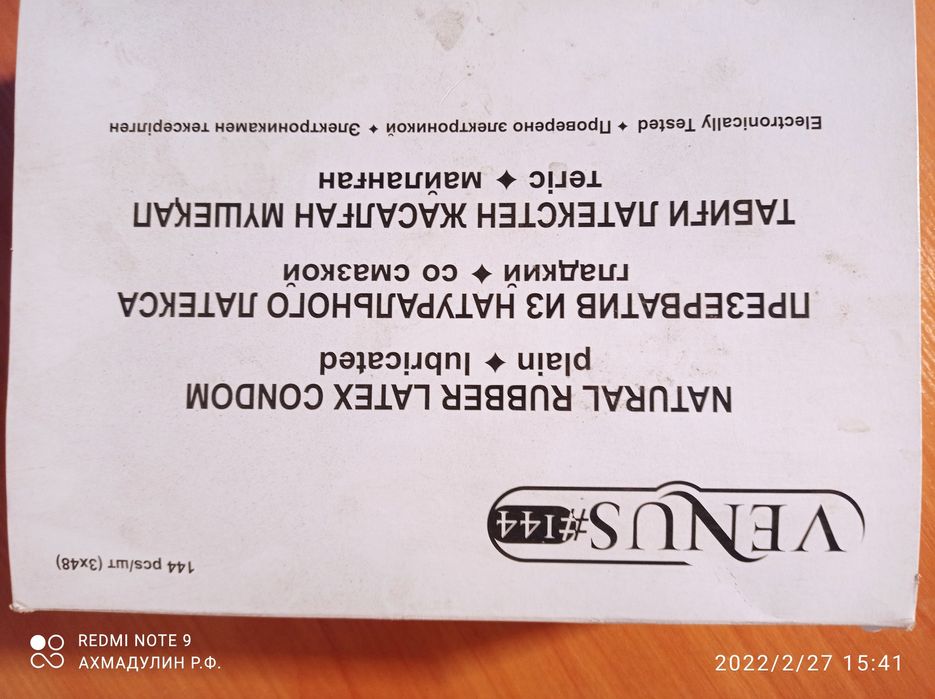 144 pcs/шт (3x48)
VENUS#144
NATURAL RUBBER LATEX CONDOM
plain ✦ lubricated
ПРЕЗЕРВАТИВ ИЗ НАТУРАЛЬНОГО ЛАТЕКСА
гладкий ✦ со смазкой
ТАБИҒИ ЛАТЕКСТЕН ЖАСАЛҒАН МҮШЕҚАП
тегіс ✦ майланған
Electronically Tested ✦ Проверено электроникой ✦ Электроникамен тексерілген
REDMI NOTE 9
АХМАДУЛИН Р.Ф.
2022/2/27 15:41